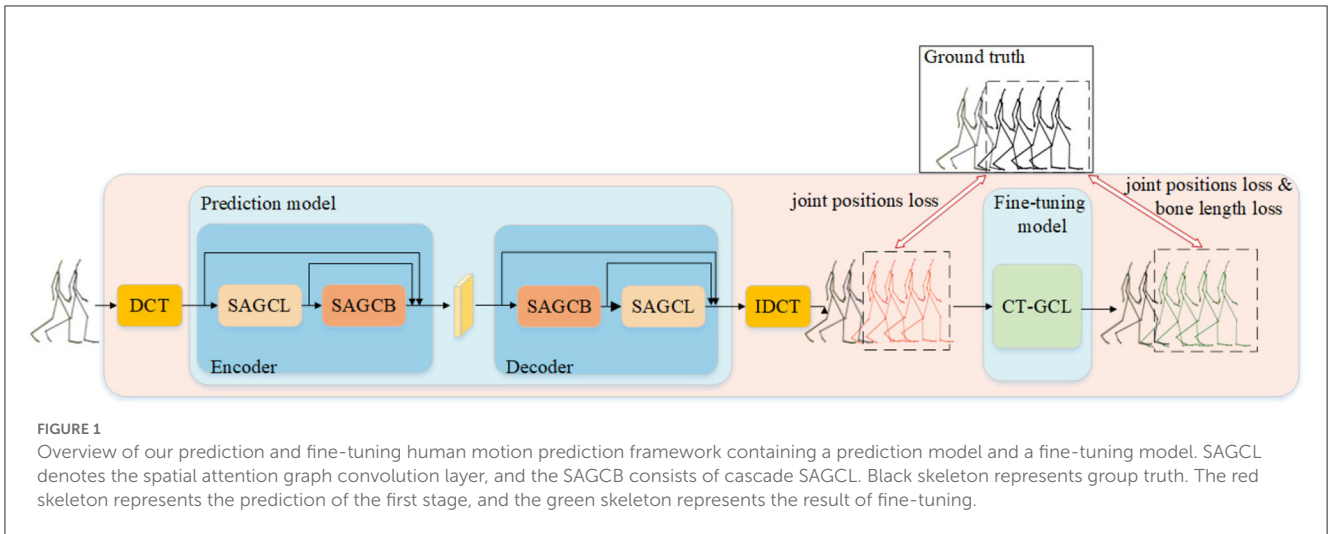 Ground truth
joint positions loss
joint positions loss &
bone length loss
Prediction model
Fine-tuning
model
DCT
SAGCL
SAGCB
SAGCB
SAGCL
IDCT
CT-GCL
Encoder
Decoder
FIGURE 1
Overview of our prediction and fine-tuning human motion prediction framework containing a prediction model and a fine-tuning model. SAGCL
denotes the spatial attention graph convolution layer, and the SAGCB consists of cascade SAGCL. Black skeleton represents group truth. The red
skeleton represents the prediction of the first stage, and the green skeleton represents the result of fine-tuning.